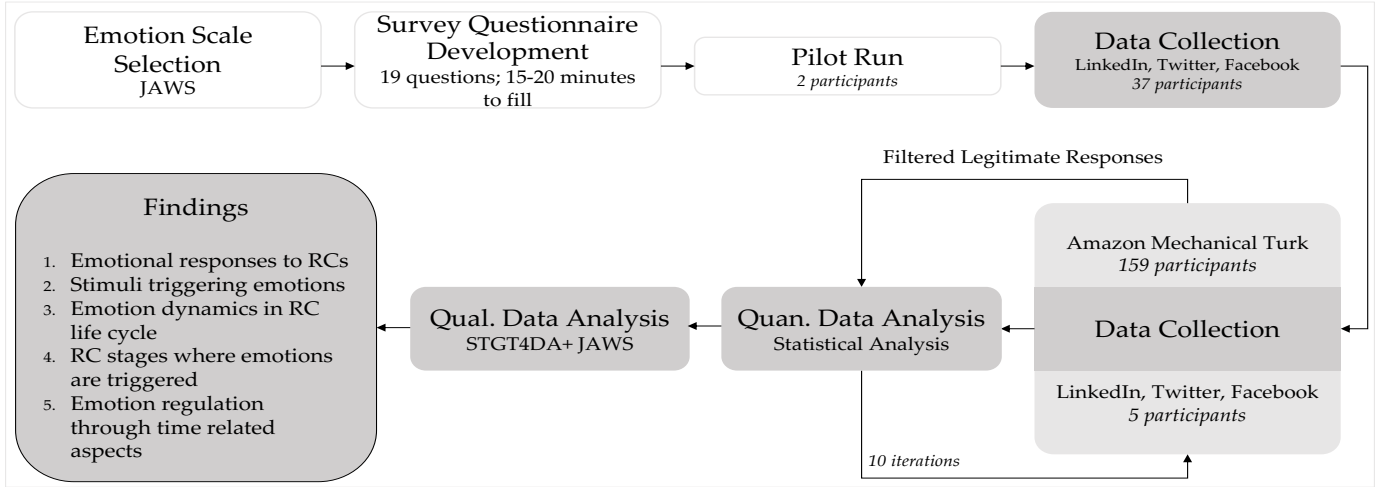 Emotion Scale
Selection
JAWS
Survey Questionnaire
Development
19 questions; 15-20 minutes
to fill
Pilot Run
2 participants
Data Collection
LinkedIn, Twitter, Facebook
37 participants
Filtered Legitimate Responses
Amazon Mechanical Turk
159 participants
Data Collection
LinkedIn, Twitter, Facebook
5 participants
Quan. Data Analysis
Statistical Analysis
10 iterations
Qual. Data Analysis
STGT4DA+ JAWS
Findings
1. Emotional responses to RCs
2. Stimuli triggering emotions
3. Emotion dynamics in RC
life cycle
4. RC stages where emotions
are triggered
5. Emotion regulation
through time related
aspects